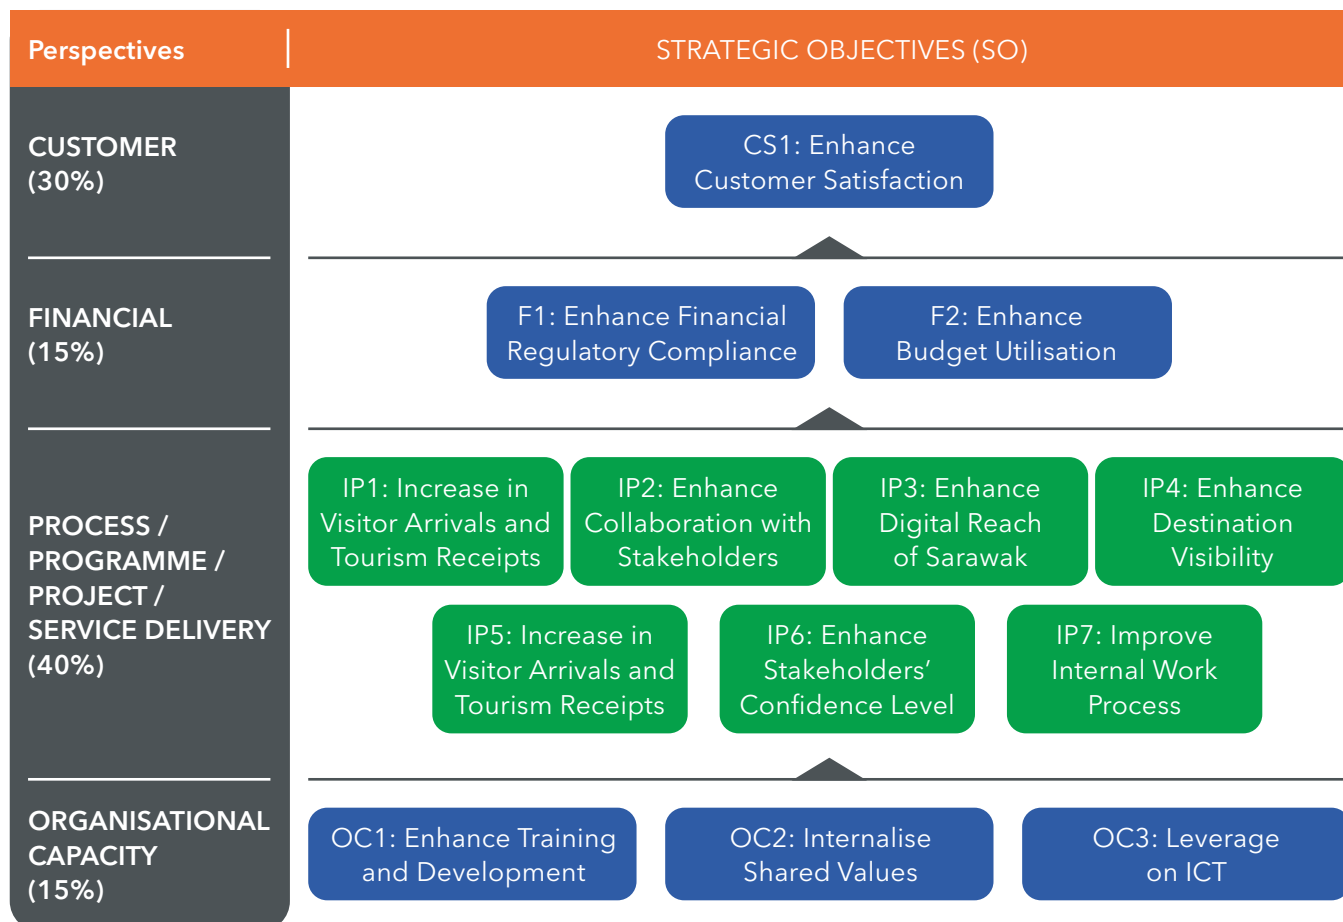 Perspectives
STRATEGIC OBJECTIVES (SO)
CUSTOMER
(30%)
CS1: Enhance
Customer Satisfaction
FINANCIAL
(15%)
F1: Enhance Financial
Regulatory Compliance
F2: Enhance
Budget Utilisation
PROCESS /
PROGRAMME /
PROJECT /
SERVICE DELIVERY
(40%)
IP1: Increase in
Visitor Arrivals and
Tourism Receipts
IP2: Enhance
Collaboration with
Stakeholders
IP3: Enhance
Digital Reach
of Sarawak
IP4: Enhance
Destination
Visibility
IP5: Increase in
Visitor Arrivals and
Tourism Receipts
IP6: Enhance
Stakeholders’
Confidence Level
IP7: Improve
Internal Work
Process
ORGANISATIONAL
CAPACITY
(15%)
OC1: Enhance Training
and Development
OC2: Internalise
Shared Values
OC3: Leverage
on ICT